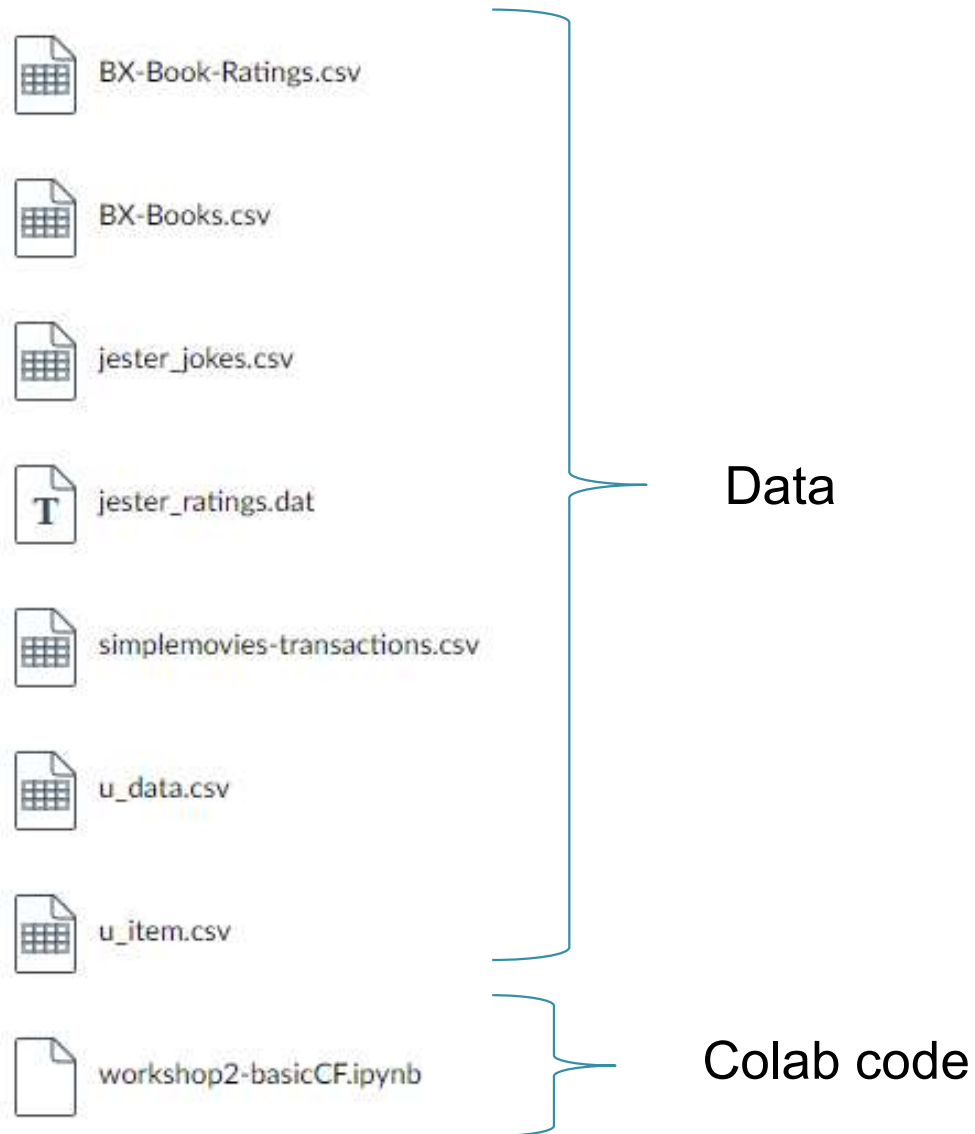 BX-Book-Ratings.csv
BX-Books.csv
jester_jokes.csv
T jester_ratings.dat
Data
simplemovies-transactions.csv
u_data.csv
u_item.csv
workshop2-basicCF.ipynb
Colab code